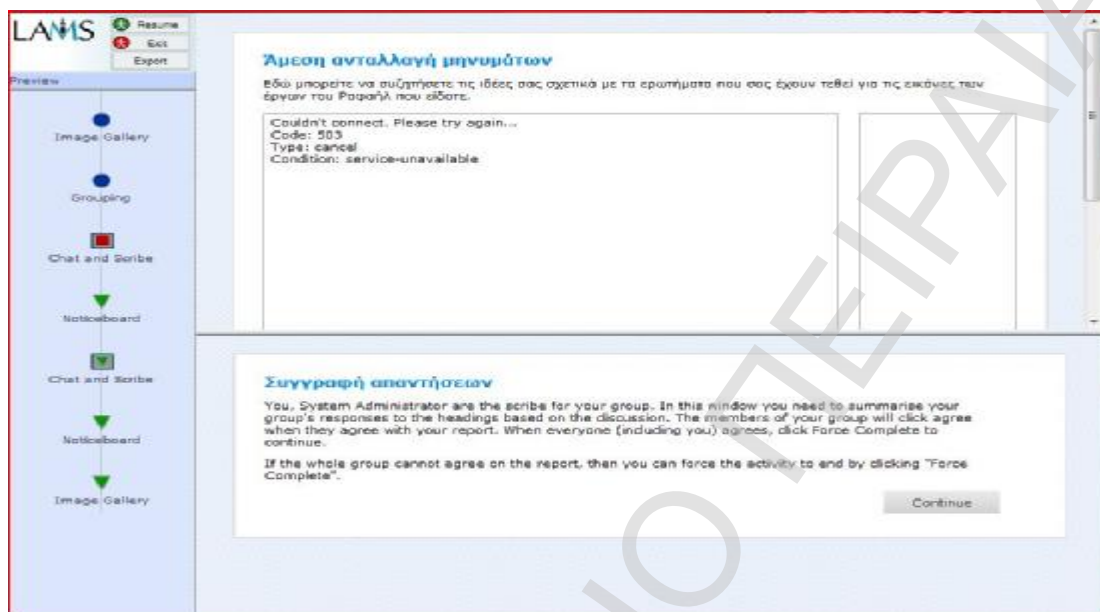 LAMS
Resume
Exit
Export
Preview
Image Gallery
Grouping
Chat and Scribe
Noticeboard
Chat and Scribe
Noticeboard
Image Gallery
Άμεση ανταλλαγή μηνυμάτων
Εδώ μπορείτε να συζητήσετε τις ιδέες σας σχετικά με τα ερωτήματα που σας έχουν τεθεί για τις εικόνες των
έργων του Ραφαήλ που είδατε.
Couldn't connect. Please try again...
Code: 503
Type: cancel
Condition: service-unavailable
Συγγραφή απαντήσεων
You, System Administrator are the scribe for your group. In this window you need to summarise your
group's responses to the headings based on the discussion. The members of your group will click agree
when they agree with your report. When everyone (including you) agrees, click Force Complete to
continue.
If the whole group cannot agree on the report, then you can force the activity to end by clicking "Force
Complete".
Continue
ΙΟ ΠΕΙΡΑΙΑ